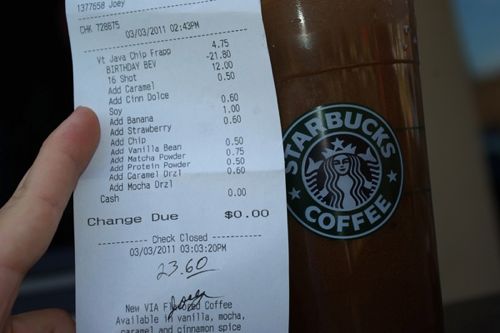 1377658 Joey
CHK 728675
03/03/2011 02:43PM
Vt Java Chip Frapp 4.75
BIRTHDAY BEV -21.80
16 Shot 12.00
Add Caramel 0.50
Add Cinn Dolce
Soy 0.60
Add Banana 1.00
Add Strawberry 0.60
Add Chip
Add Vanilla Bean 0.50
Add Matcha Powder 0.75
Add Protein Powder 0.50
Add Caramel Drzl 0.60
Add Mocha Drzl
Cash 0.00
Change Due $0.00
Check Closed
03/03/2011 03:03:20PM
23.60
Joey
New VIA Flavored Coffee
Available in vanilla, mocha,
caramel and cinnamon spice
STARBUCKS
COFFEE